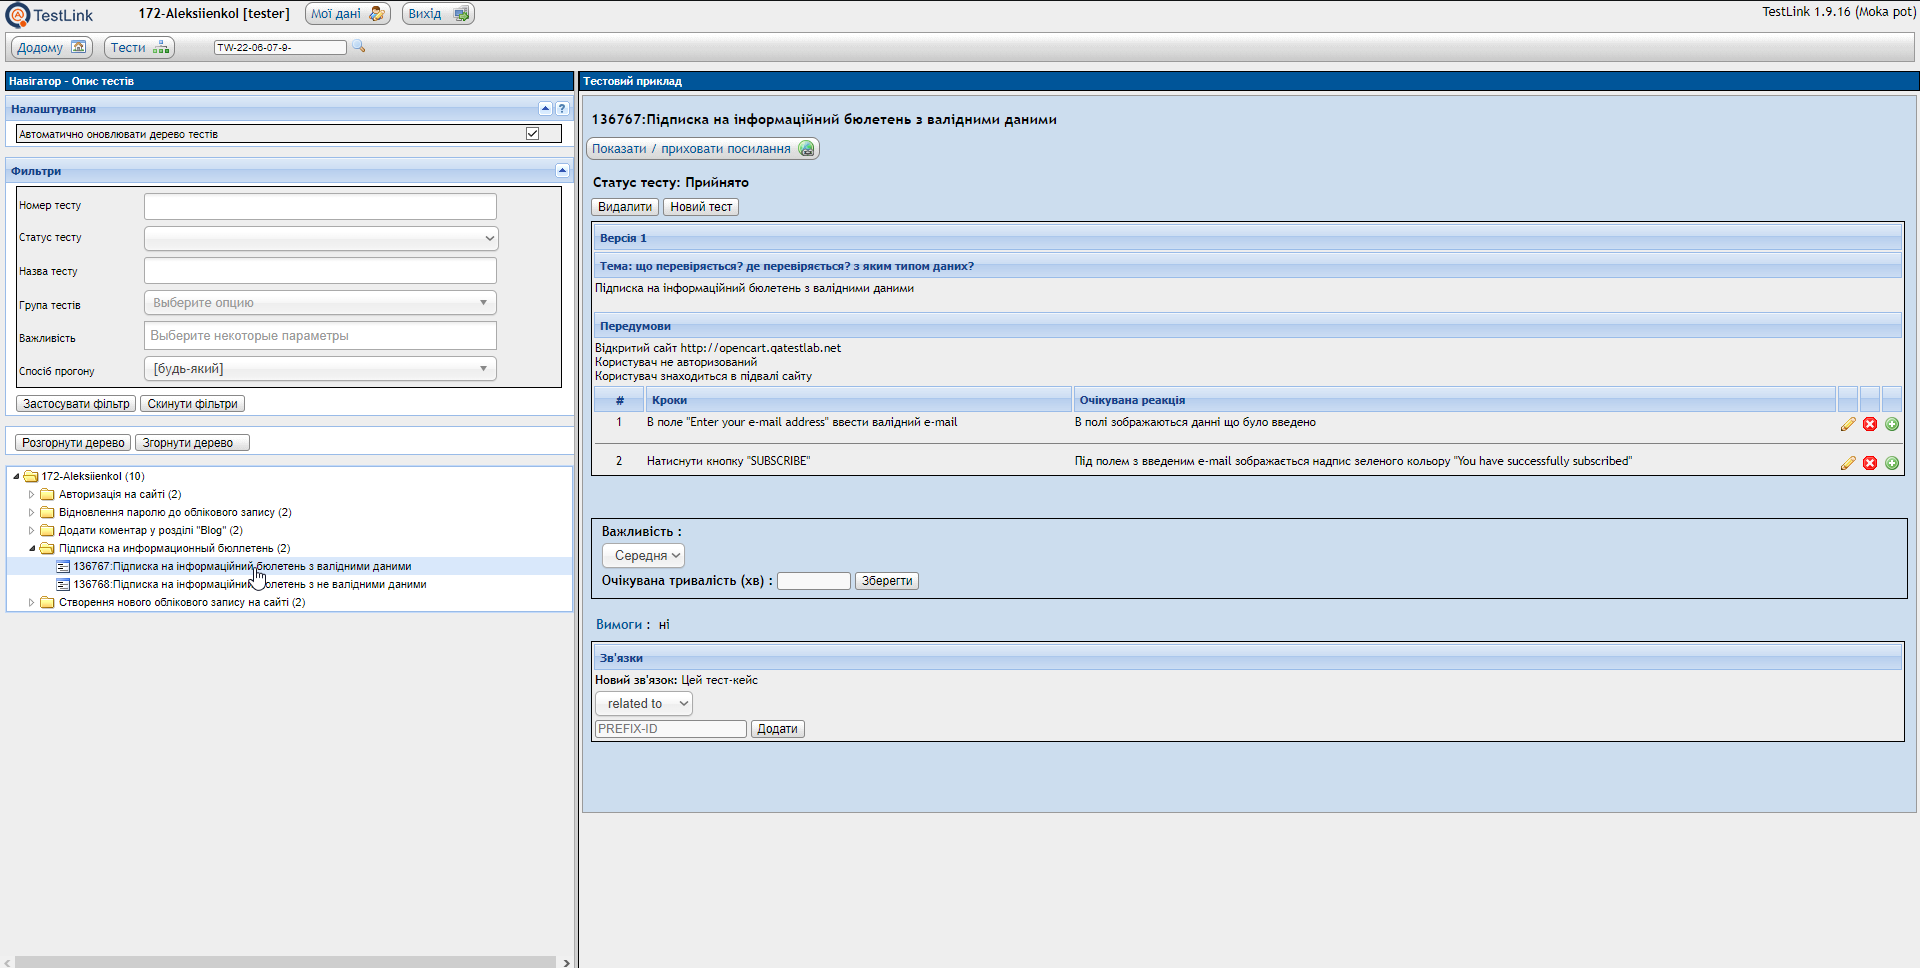 TestLink
172-Aleksiienkol [tester]
Мої дані
Вихід
TestLink 1.9.16 (Moka pot)
Додому
Тести
TW-22-06-07-9-
Навігатор - Опис тестів
Налаштування
?
Автоматично оновлювати дерево тестів
Фильтри
Номер тесту
Статус тесту
Назва тесту
Група тестів
Выберите опцию
Важливість
Выберите некоторые параметры
Спосіб прогону
[будь-який]
Застосувати фільтр
Скинути фільтри
Розгорнути дерево
Згорнути дерево
172-Aleksiienkol (10)
Авторизація на сайті (2)
Відновлення паролю до облікового запису (2)
Додати коментар у розділі "Blog" (2)
Підписка на информационный бюллетень (2)
136767:Підписка на інформаційний бюлетень з валідними даними
136768:Підписка на інформаційний бюлетень з не валідними даними
Створення нового облікового запису на сайті (2)
Тестовий приклад
136767:Підписка на інформаційний бюлетень з валідними даними
Показати / приховати посилання
Статус тесту: Прийнято
Видалити
Новий тест
Версія 1
Тема: що перевіряється? де перевіряється? з яким типом даних?
Підписка на інформаційний бюлетень з валідними даними
Передумови
Відкритий сайт http://opencart.qatestlab.net
Користувач не авторизований
Користувач знаходиться в підвалі сайту
# Кроки Очікувана реакція
1 В поле "Enter your e-mail address" ввести валідний e-mail В полі зображаються данні що було введено
2 Натиснути кнопку "SUBSCRIBE" Під полем з введеним e-mail зображається надпис зеленого кольору "You have successfully subscribed"
Важливість :
Середня
Очікувана тривалість (хв) :
Зберегти
Вимоги : ні
Зв'язки
Новий зв'язок: Цей тест-кейс
related to
PREFIX-ID
Додати